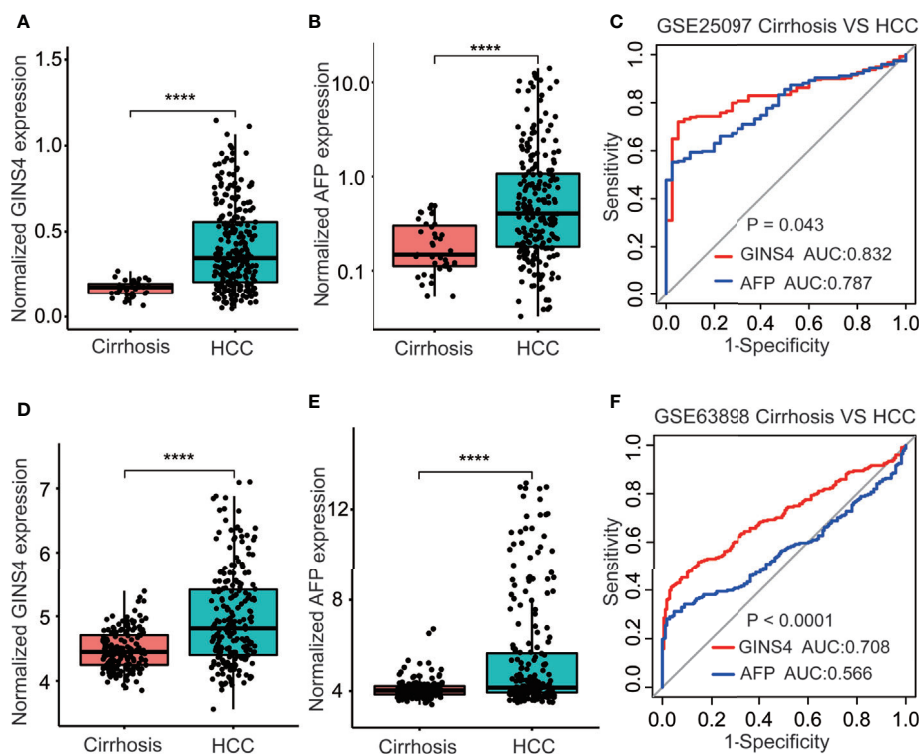 A
Normalized GINS4 expression
1.5
1.0
0.5
0.0
****
Cirrhosis HCC
B
Normalized AFP expression
10.0
1.0
0.1
****
Cirrhosis HCC
C
GSE25097 Cirrhosis VS HCC
Sensitivity
1.0
0.8
0.6
0.4
0.2
0.0
P = 0.043
GINS4 AUC:0.832
AFP AUC:0.787
0.0 0.2 0.4 0.6 0.8 1.0
1-Specificity
D
Normalized GINS4 expression
7
6
5
4
****
Cirrhosis HCC
E
Normalized AFP expression
12
8
4
****
Cirrhosis HCC
F
GSE63898 Cirrhosis VS HCC
Sensitivity
1.0
0.8
0.6
0.4
0.2
0.0
P < 0.0001
GINS4 AUC:0.708
AFP AUC:0.566
0.0 0.2 0.4 0.6 0.8 1.0
1-Specificity